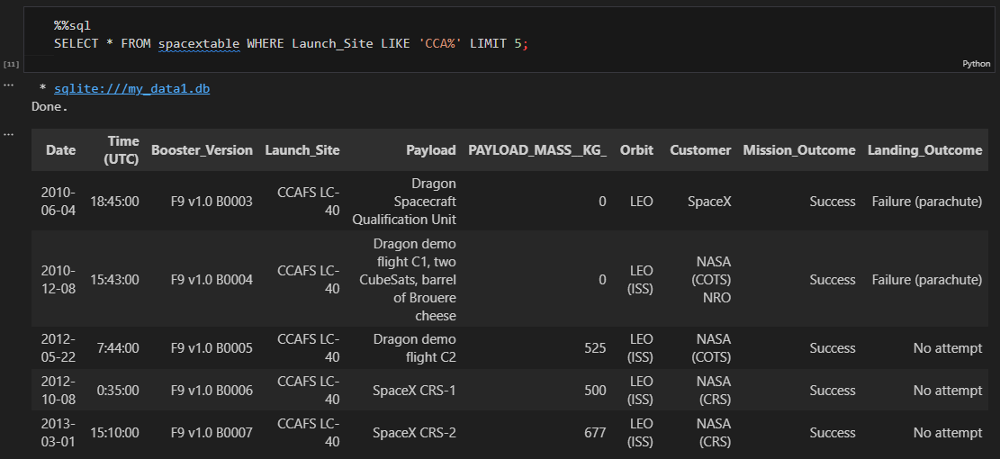 %%sql
SELECT * FROM spacextable WHERE Launch_Site LIKE 'CCA%' LIMIT 5;
[11]
Python
...
* sqlite:///my_data1.db
Done.
...
Date Time (UTC) Booster_Version Launch_Site Payload PAYLOAD_MASS__KG_ Orbit Customer Mission_Outcome Landing_Outcome
2010-06-04 18:45:00 F9 v1.0 B0003 CCAFS LC-40 Dragon Spacecraft Qualification Unit 0 LEO SpaceX Success Failure (parachute)
2010-12-08 15:43:00 F9 v1.0 B0004 CCAFS LC-40 Dragon demo flight C1, two CubeSats, barrel of Brouere cheese 0 LEO (ISS) NASA (COTS) NRO Success Failure (parachute)
2012-05-22 7:44:00 F9 v1.0 B0005 CCAFS LC-40 Dragon demo flight C2 525 LEO (ISS) NASA (COTS) Success No attempt
2012-10-08 0:35:00 F9 v1.0 B0006 CCAFS LC-40 SpaceX CRS-1 500 LEO (ISS) NASA (CRS) Success No attempt
2013-03-01 15:10:00 F9 v1.0 B0007 CCAFS LC-40 SpaceX CRS-2 677 LEO (ISS) NASA (CRS) Success No attempt